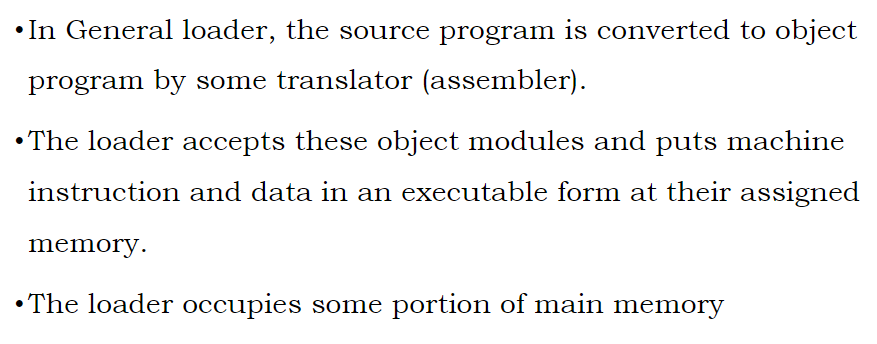 •In General loader, the source program is converted to object
program by some translator (assembler).
•The loader accepts these object modules and puts machine
instruction and data in an executable form at their assigned
memory.
•The loader occupies some portion of main memory